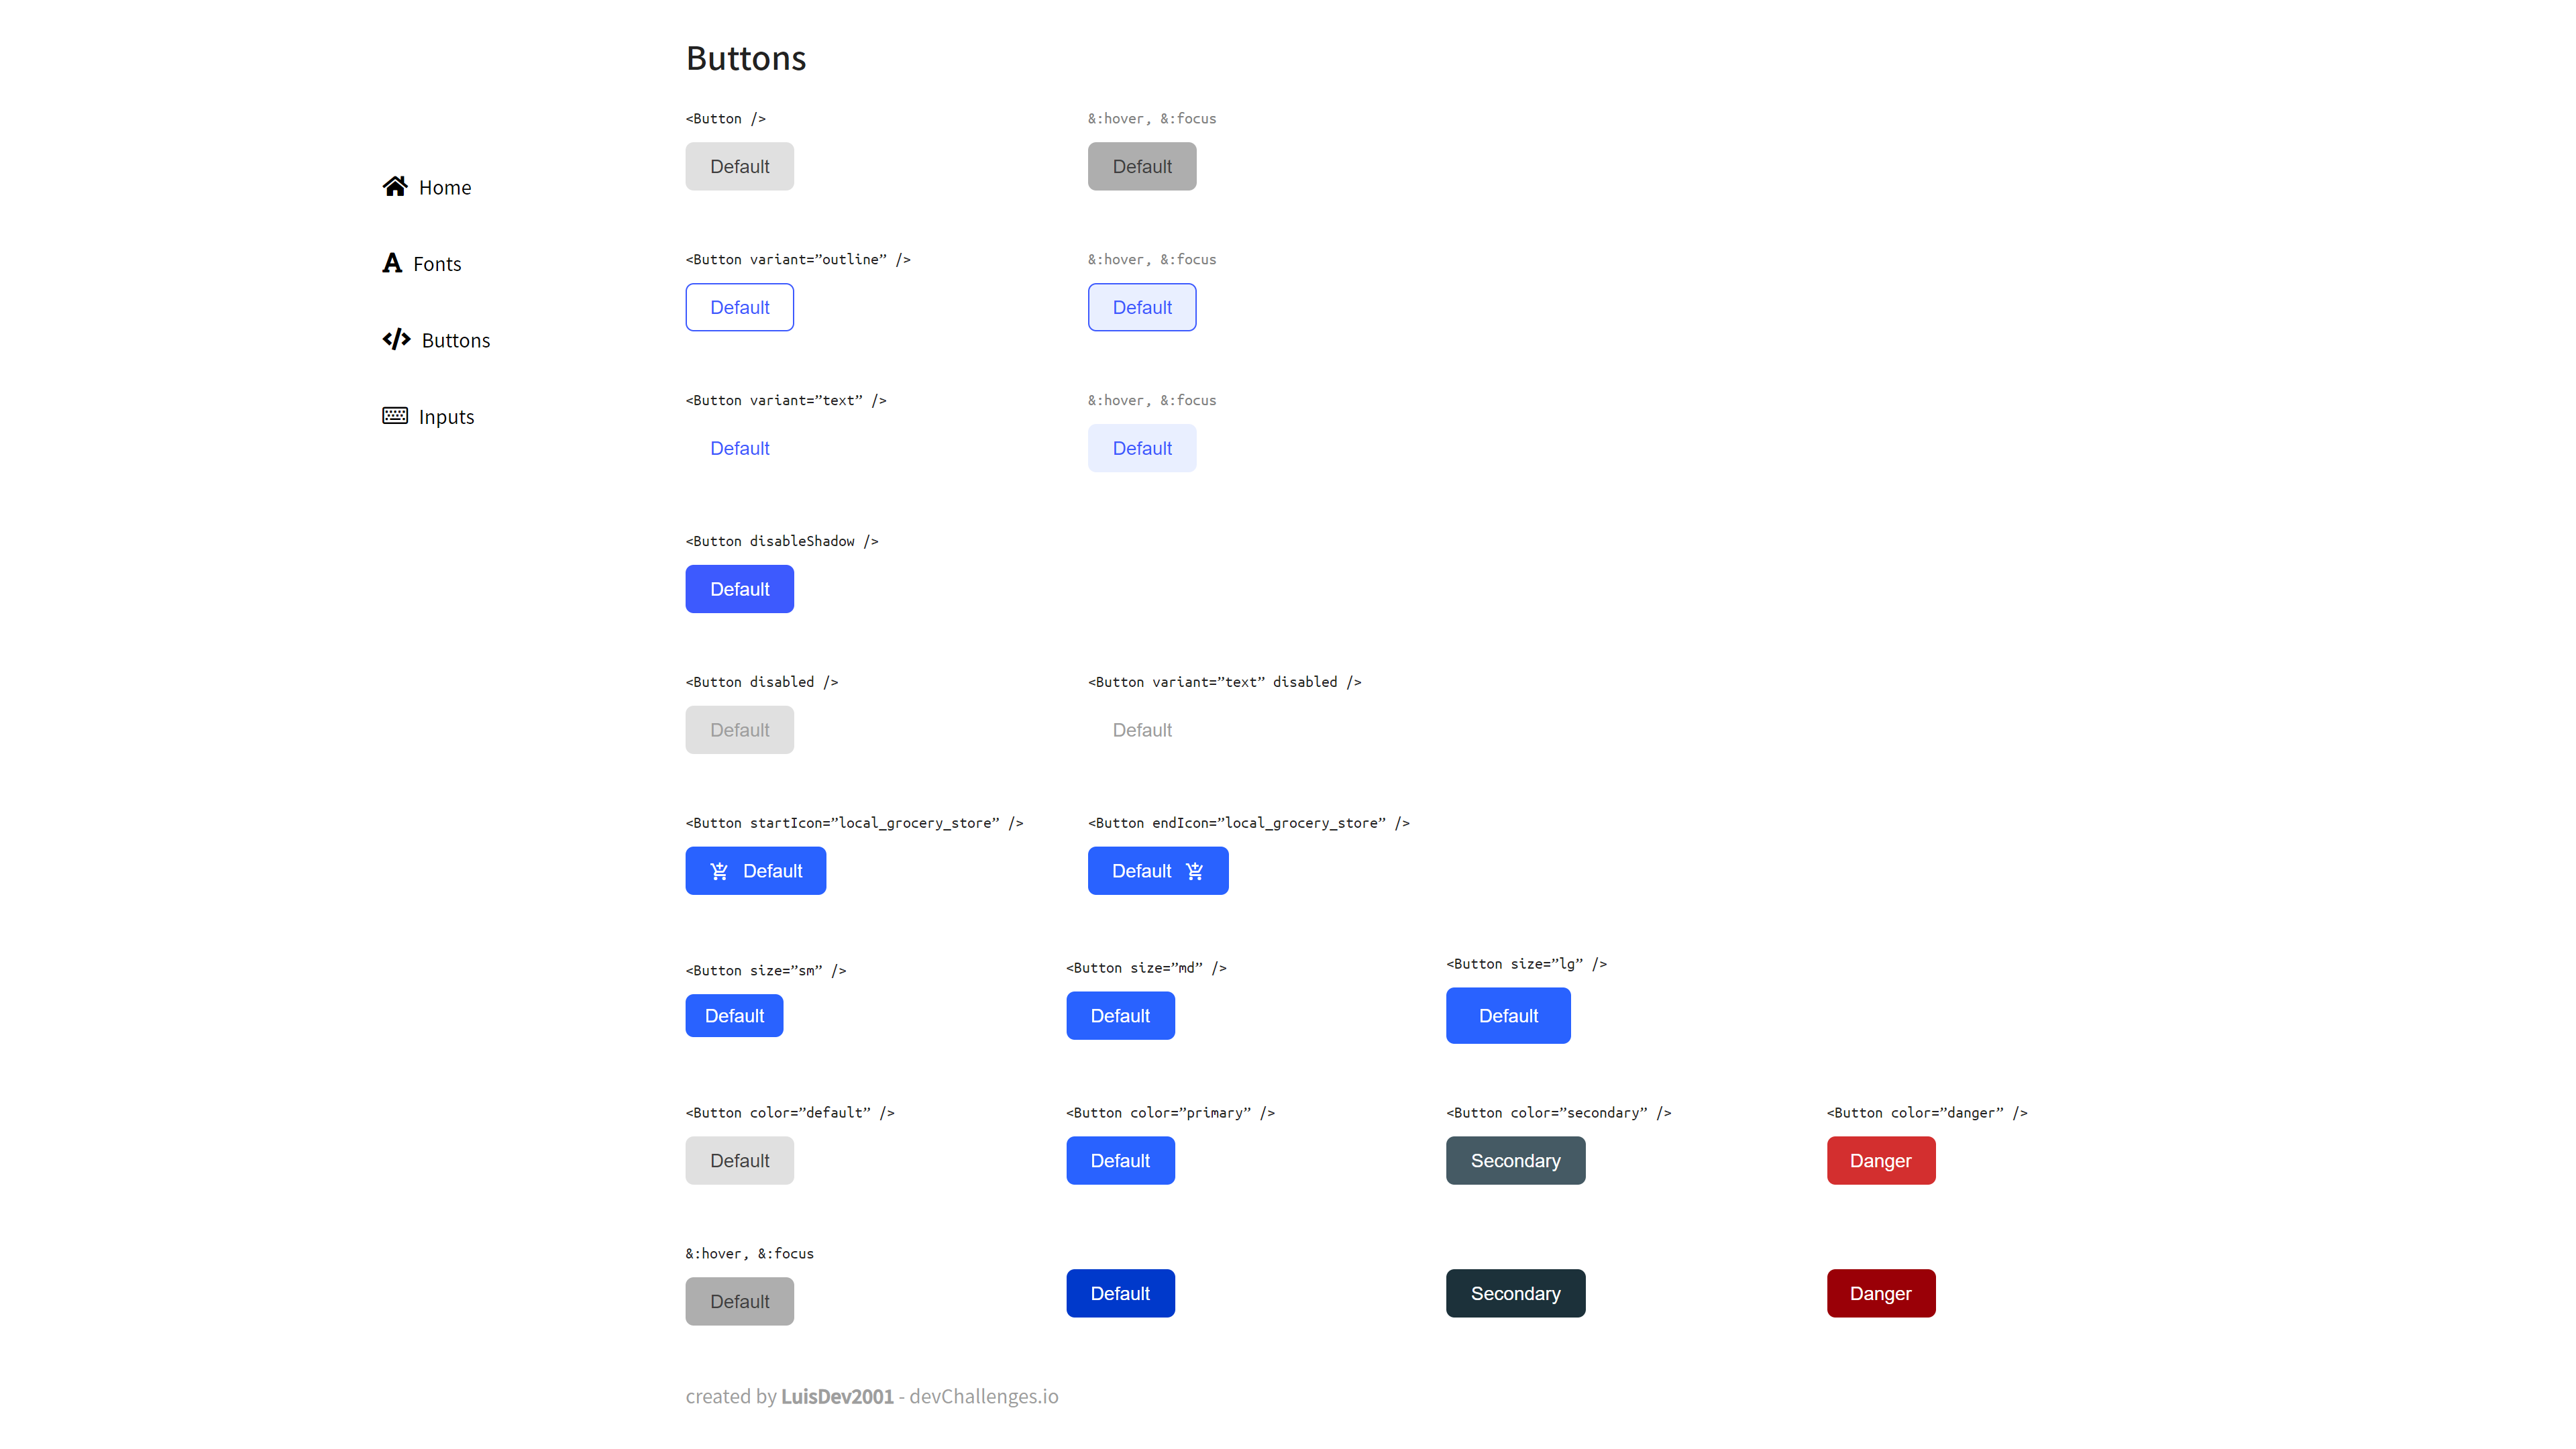 Buttons
<Button />
&:hover, &:focus
Default
Default
Home
Fonts
Buttons
Inputs
<Button variant=”outline” />
&:hover, &:focus
Default
Default
<Button variant=”text” />
&:hover, &:focus
Default
Default
<Button disableShadow />
Default
<Button disabled />
<Button variant=”text” disabled />
Default
Default
<Button startIcon=”local_grocery_store” />
<Button endIcon=”local_grocery_store” />
Default
Default
<Button size=”sm” />
<Button size=”md” />
<Button size=”lg” />
Default
Default
Default
<Button color=”default” />
<Button color=”primary” />
<Button color=”secondary” />
<Button color=”danger” />
Default
Default
Secondary
Danger
&:hover, &:focus
Default
Default
Secondary
Danger
created by LuisDev2001 - devChallenges.io